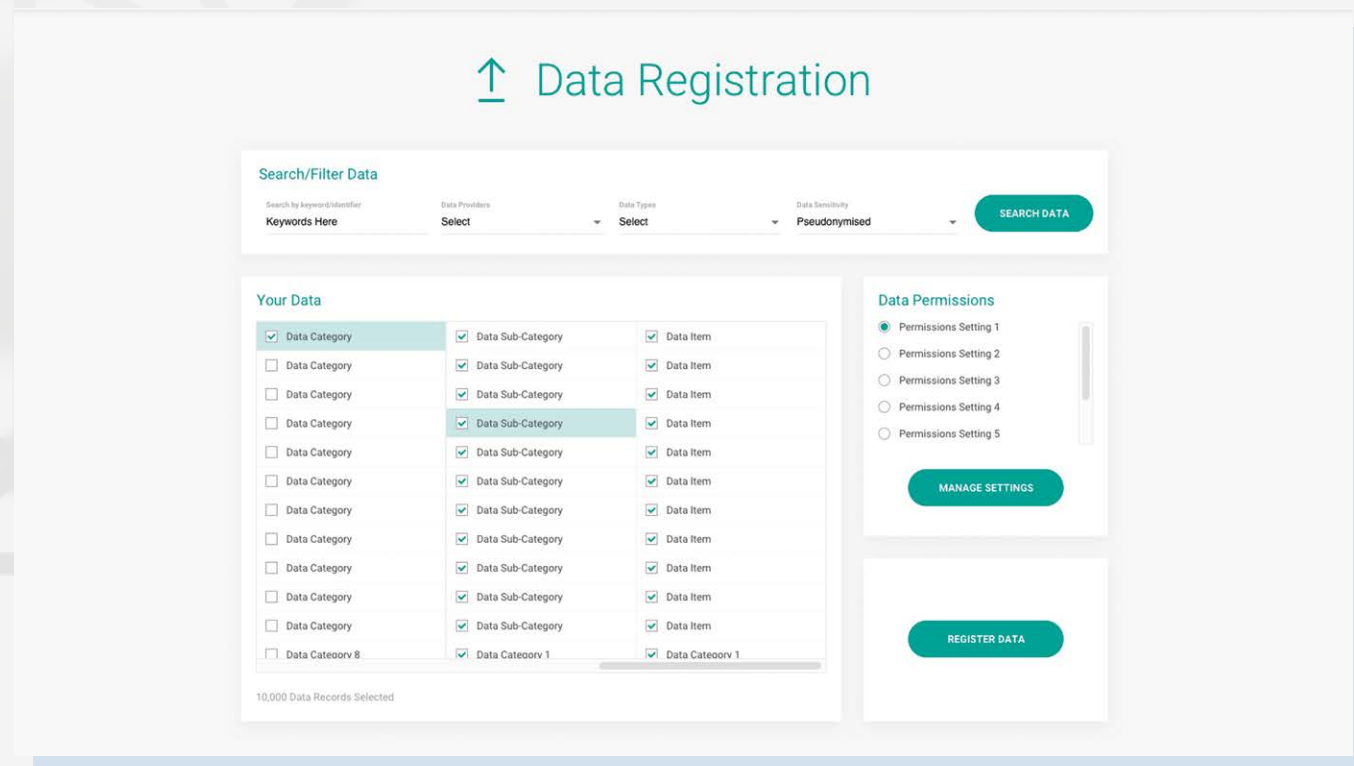 Data Registration
Search/Filter Data
Search by keyword/identifier Data Providers Data Types Data Sensitivity
Keywords Here Select Select Pseudonymised SEARCH DATA
Your Data
Data Category Data Sub-Category Data Item
Data Category Data Sub-Category Data Item
Data Category Data Sub-Category Data Item
Data Category Data Sub-Category Data Item
Data Category Data Sub-Category Data Item
Data Category Data Sub-Category Data Item
Data Category Data Sub-Category Data Item
Data Category Data Sub-Category Data Item
Data Category Data Sub-Category Data Item
Data Category Data Sub-Category Data Item
Data Category Data Sub-Category Data Item
Data Category 8 Data Category 1 Data Category 1
10,000 Data Records Selected
Data Permissions
Permissions Setting 1
Permissions Setting 2
Permissions Setting 3
Permissions Setting 4
Permissions Setting 5
MANAGE SETTINGS
REGISTER DATA